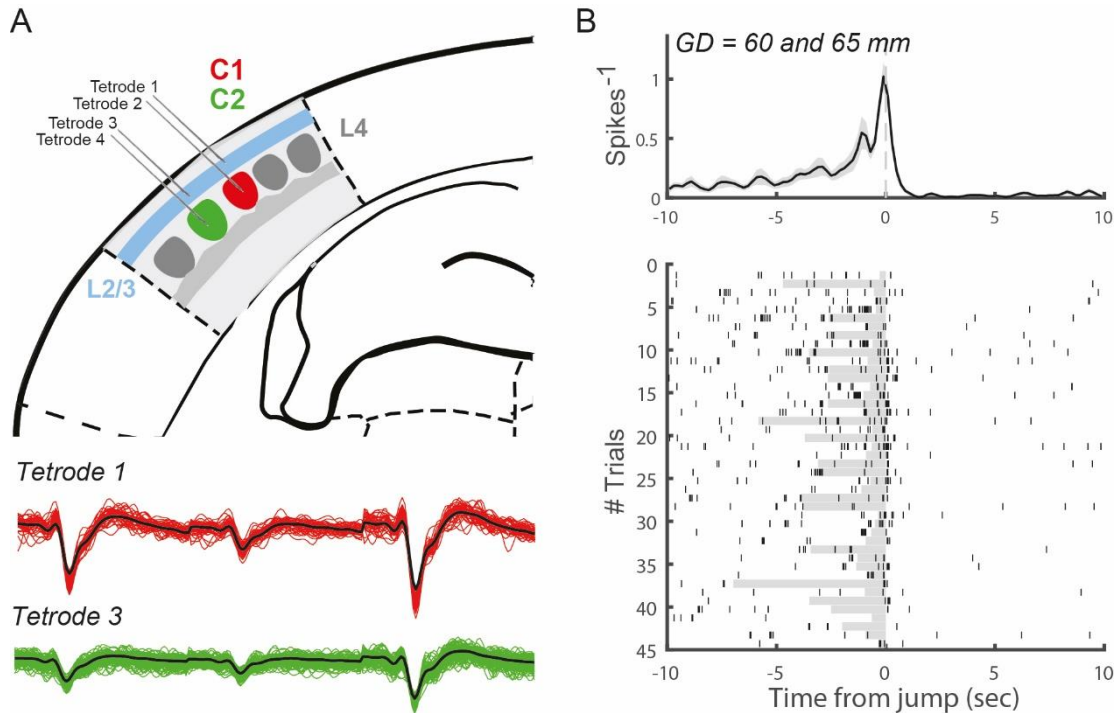 A
C1
C2
Tetrode 1
Tetrode 2
Tetrode 3
Tetrode 4
L4
L2/3
Tetrode 1
Tetrode 3
B
GD = 60 and 65 mm
Spikes-1
1
0.5
0
-10 -5 0 5 10
# Trials
0
5
10
15
20
25
30
35
40
45
-10 -5 0 5 10
Time from jump (sec)